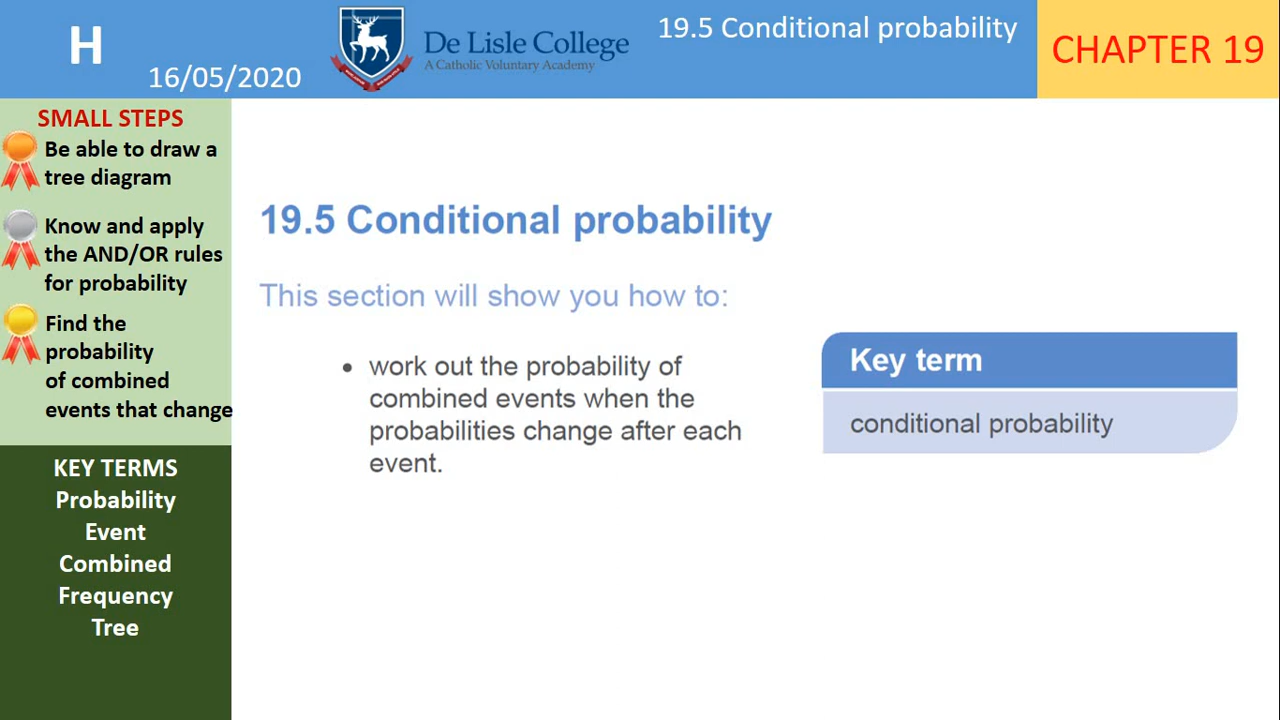 H
16/05/2020
De Lisle College
A Catholic Voluntary Academy
19.5 Conditional probability
CHAPTER 19
SMALL STEPS
Be able to draw a
tree diagram
Know and apply
the AND/OR rules
for probability
Find the
probability
of combined
events that change
KEY TERMS
Probability
Event
Combined
Frequency
Tree
19.5 Conditional probability
This section will show you how to:
• work out the probability of
combined events when the
probabilities change after each
event.
Key term
conditional probability